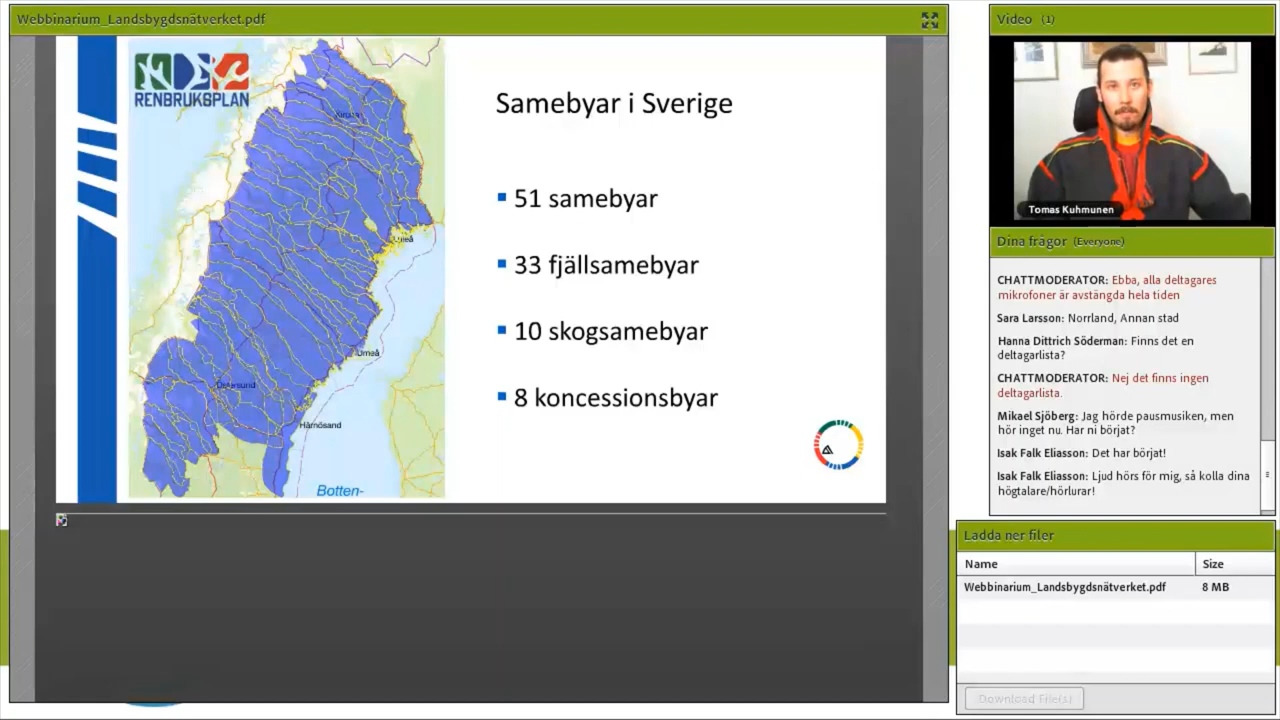 Webbinarium_Landsbygdsnätverket.pdf
RENBRUKSPLAN
Kiruna
Luleå
Umeå
Östersund
Härnösand
Botten-
Samebyar i Sverige
51 samebyar
33 fjällsamebyar
10 skogsamebyar
8 koncessionsbyar
Video (1)
Tomas Kuhmunen
Dina frågor (Everyone)
CHATTMODERATOR: Ebba, alla deltagares
mikrofoner är avstängda hela tiden
Sara Larsson: Norrland, Annan stad
Hanna Dittrich Söderman: Finns det en
deltagarlista?
CHATTMODERATOR: Nej det finns ingen
deltagarlista.
Mikael Sjöberg: Jag hörde pausmusiken, men
hör inget nu. Har ni börjat?
Isak Falk Eliasson: Det har börjat!
Isak Falk Eliasson: Ljud hörs för mig, så kolla dina
högtalare/hörlurar!
Ladda ner filer
Name Size
Webbinarium_Landsbygdsnätverket.pdf 8 MB
Download File(s)